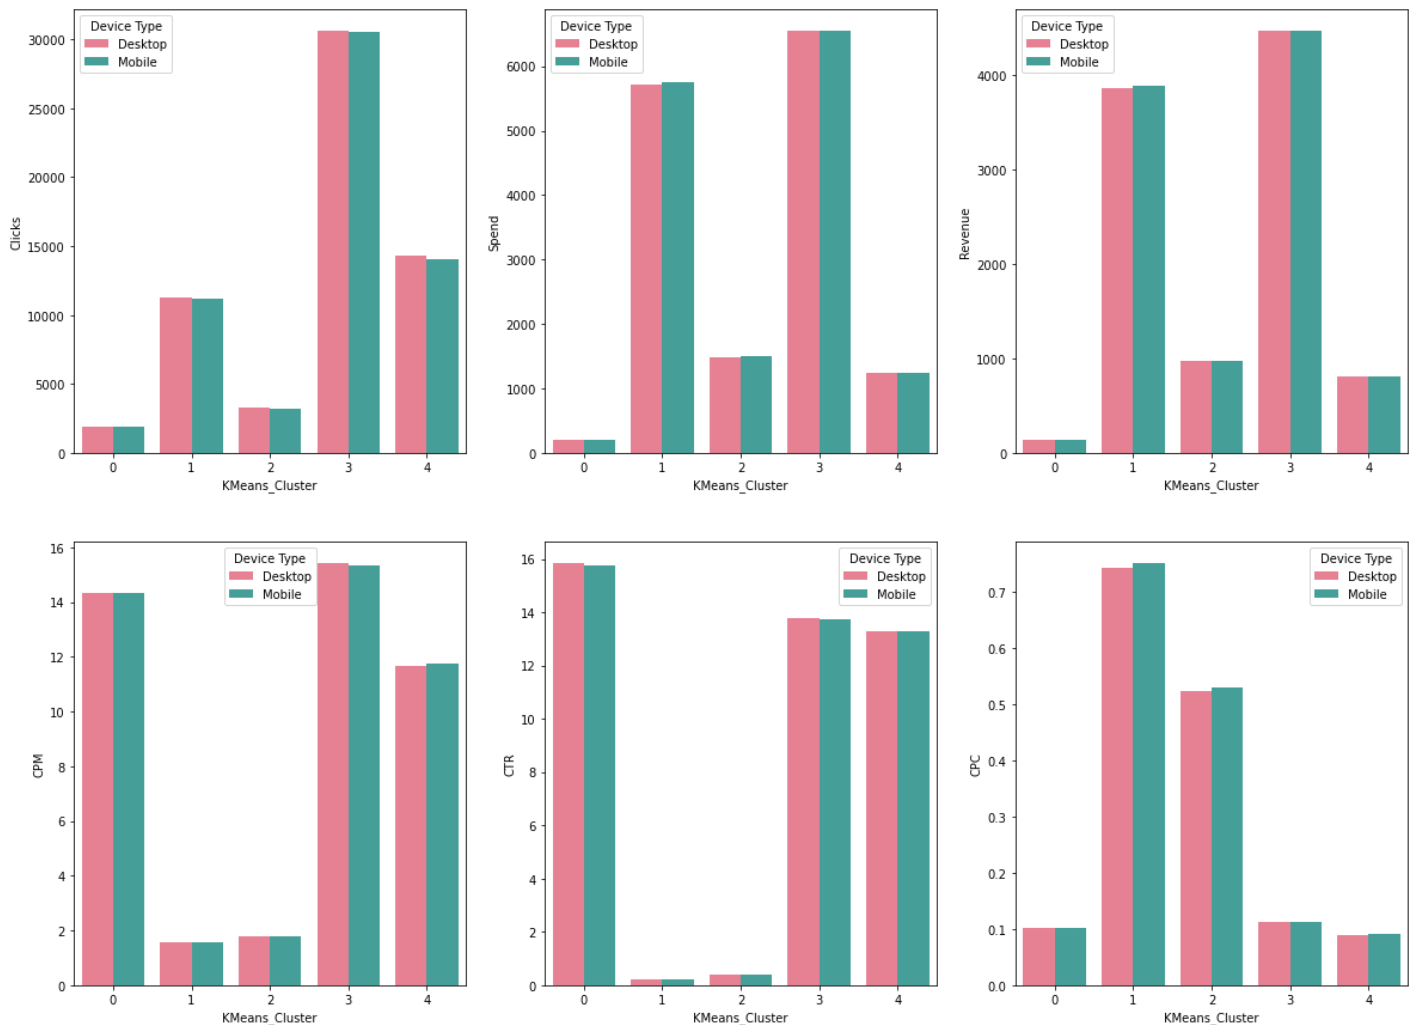 Device Type
Desktop
Mobile
30000
25000
20000
15000
10000
5000
0
Clicks
0 1 2 3 4
KMeans_Cluster
Device Type
Desktop
Mobile
6000
5000
4000
3000
2000
1000
0
Spend
0 1 2 3 4
KMeans_Cluster
Device Type
Desktop
Mobile
4000
3000
2000
1000
0
Revenue
0 1 2 3 4
KMeans_Cluster
Device Type
Desktop
Mobile
16
14
12
10
8
6
4
2
0
CPM
0 1 2 3 4
KMeans_Cluster
Device Type
Desktop
Mobile
16
14
12
10
8
6
4
2
0
CTR
0 1 2 3 4
KMeans_Cluster
Device Type
Desktop
Mobile
0.7
0.6
0.5
0.4
0.3
0.2
0.1
0.0
CPC
0 1 2 3 4
KMeans_Cluster